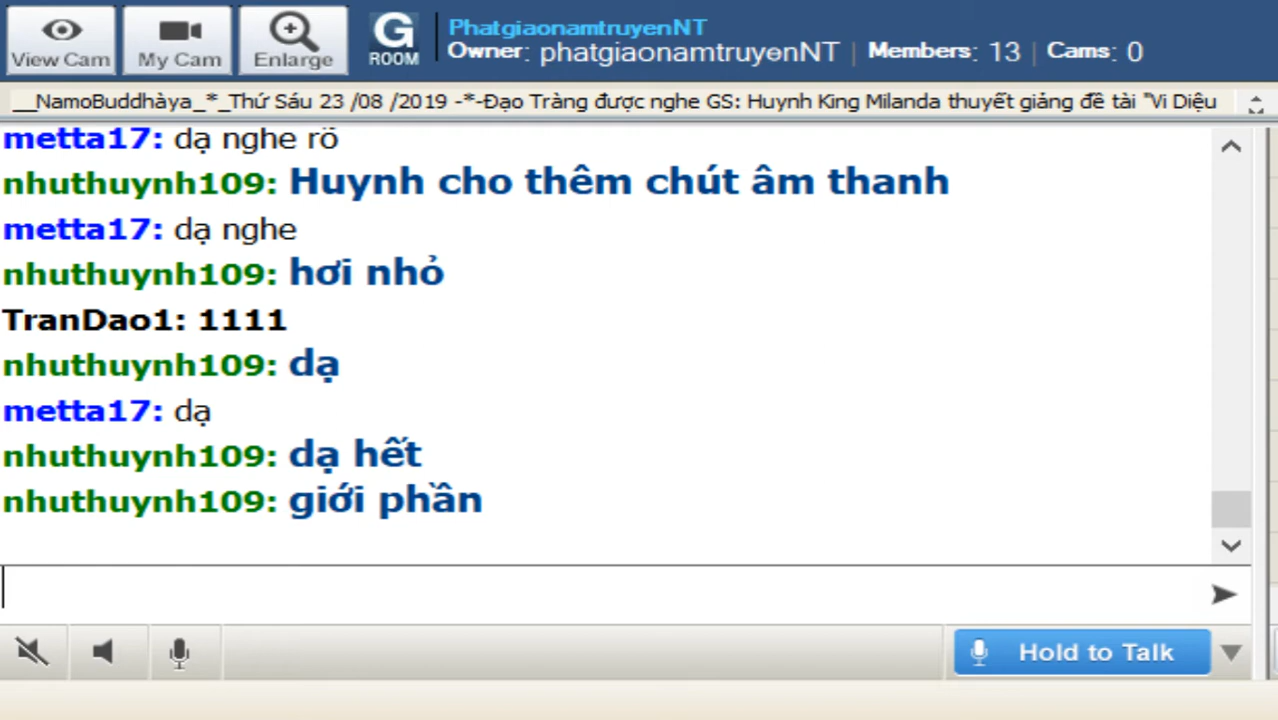 View Cam
My Cam
Enlarge
G ROOM
PhatgiaonamtruyenNT
Owner: phatgiaonamtruyenNT | Members: 13 | Cams: 0
__NamoBuddhàya_*_Thứ Sáu 23 /08 /2019 -*-Đạo Tràng được nghe GS: Huynh King Milanda thuyết giảng đề tài "Vi Diệu
metta17: dạ nghe rõ
nhuthuynh109: Huynh cho thêm chút âm thanh
metta17: dạ nghe
nhuthuynh109: hơi nhỏ
TranDao1: 1111
nhuthuynh109: dạ
metta17: dạ
nhuthuynh109: dạ hết
nhuthuynh109: giới phần
Hold to Talk